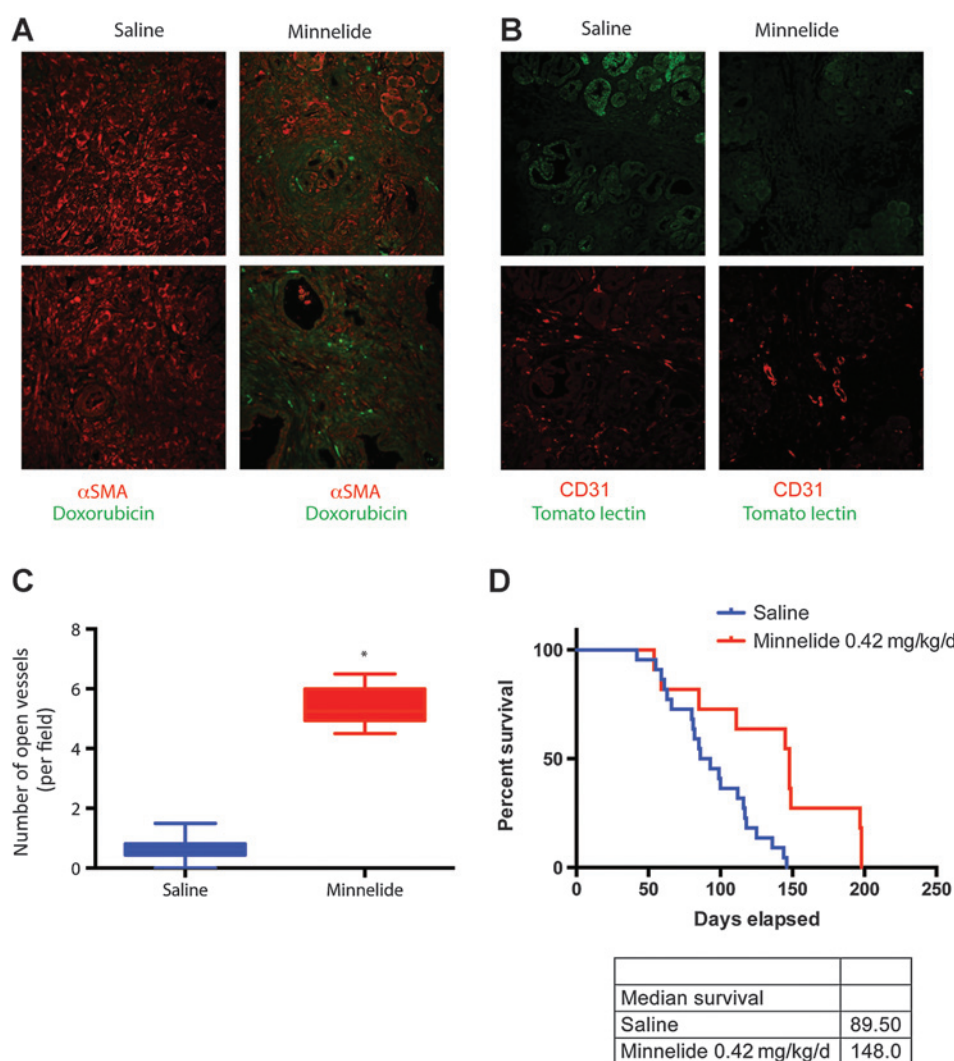 A
Saline
Minnelide
αSMA
Doxorubicin
αSMA
Doxorubicin
B
Saline
Minnelide
CD31
Tomato lectin
CD31
Tomato lectin
C
Number of open vessels
(per field)
8
6
4
2
0
*
Saline
Minnelide
D
Saline
Minnelide 0.42 mg/kg/d
Percent survival
100
50
0
0
50
100
150
200
250
Days elapsed
Median survival
Saline 89.50
Minnelide 0.42 mg/kg/d 148.0